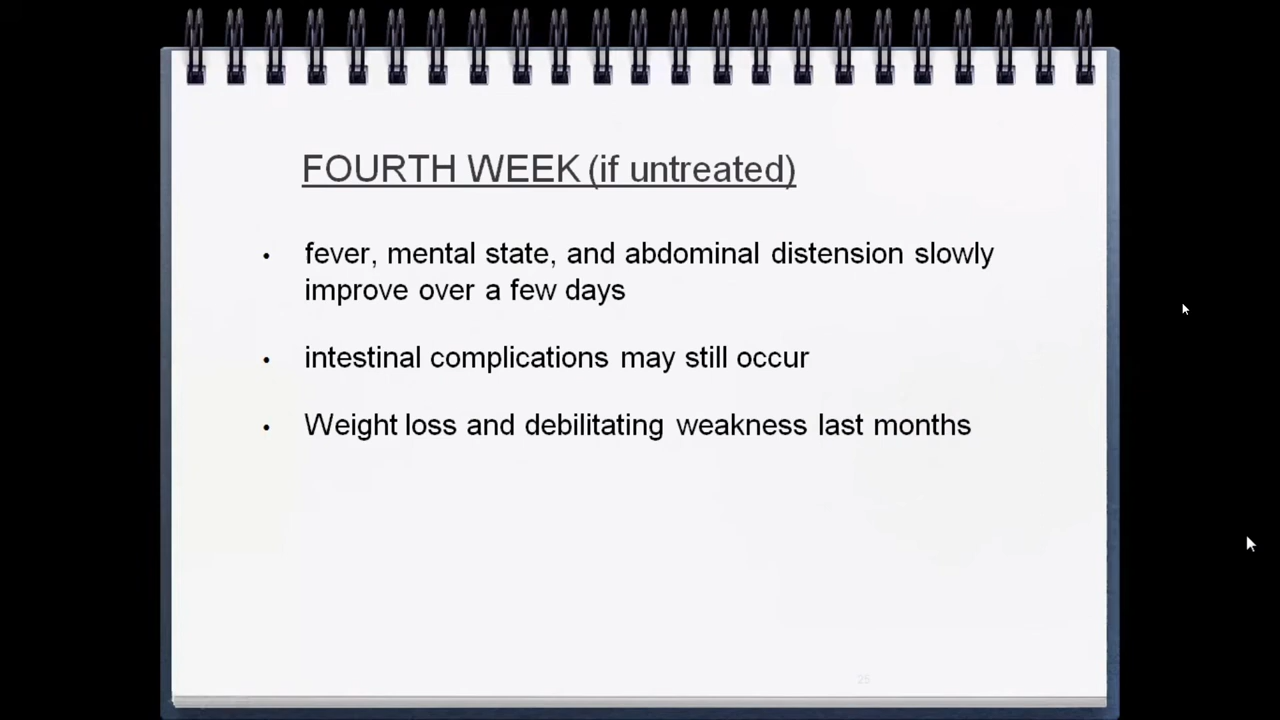 FOURTH WEEK (if untreated)
• fever, mental state, and abdominal distension slowly
improve over a few days
• intestinal complications may still occur
• Weight loss and debilitating weakness last months
25